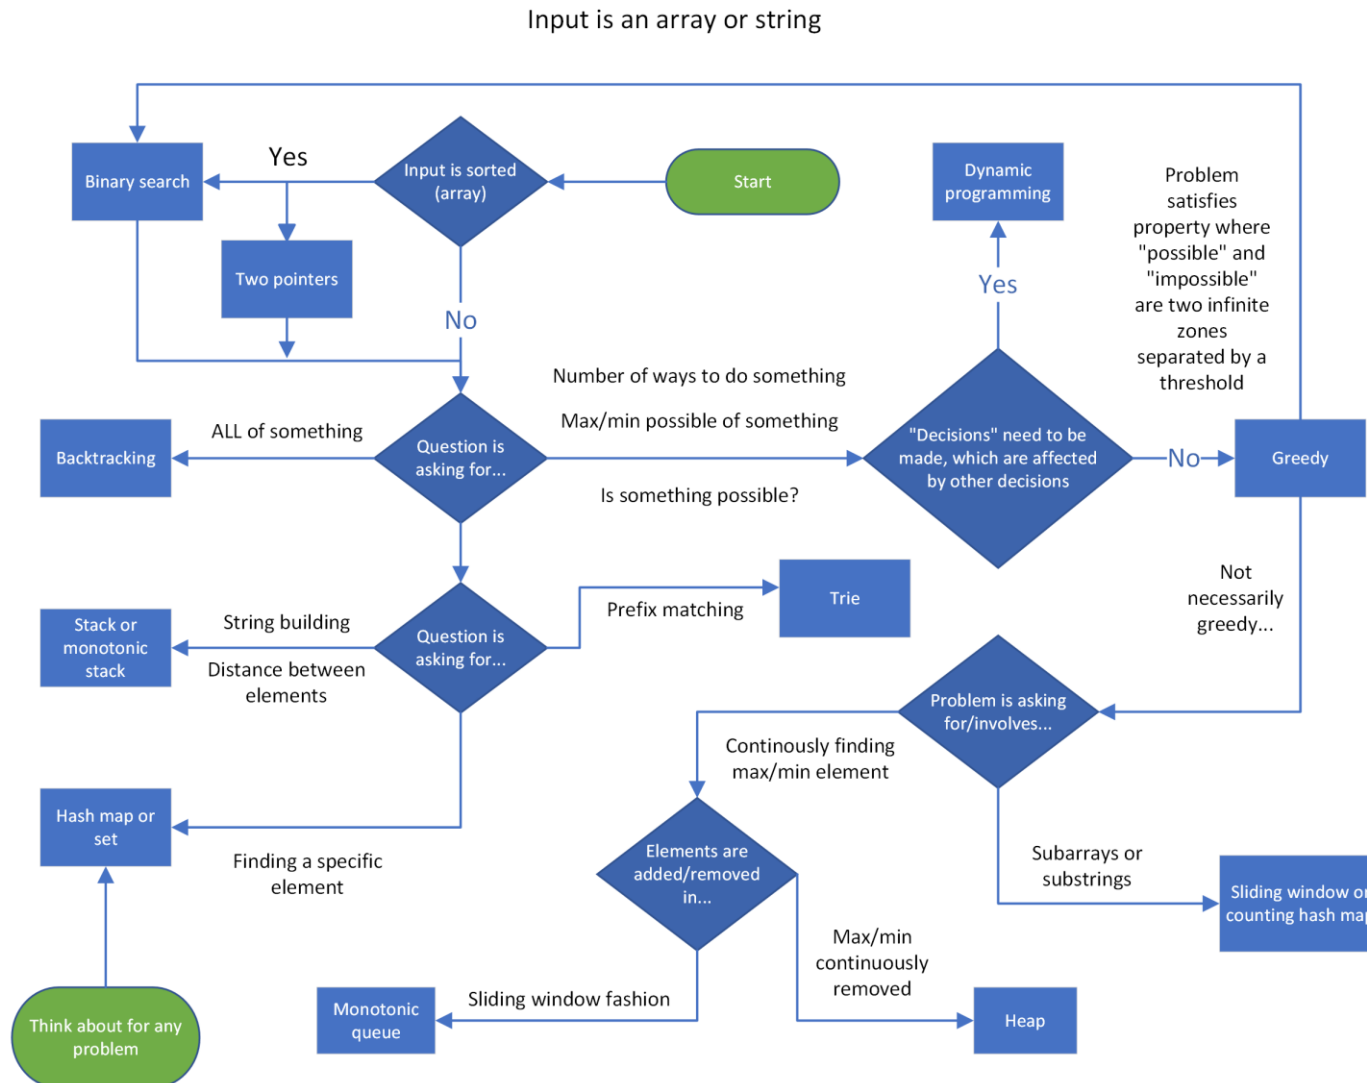 Input is an array or string
Yes
Input is sorted
(array)
Start
Binary search
Dynamic
programming
Problem
satisfies
property where
"possible" and
"impossible"
are two infinite
zones
separated by a
threshold
Two pointers
Yes
No
Number of ways to do something
Max/min possible of something
Is something possible?
ALL of something
Backtracking
Question is
asking for...
"Decisions" need to be
made, which are affected
by other decisions
No
Greedy
Not
necessarily
greedy...
Prefix matching
Trie
Stack or
monotonic
stack
String building
Distance between
elements
Question is
asking for...
Problem is asking
for/involves...
Continously finding
max/min element
Hash map or
set
Finding a specific
element
Elements are
added/removed
in...
Subarrays or
substrings
Sliding window or
counting hash map
Max/min
continuously
removed
Sliding window fashion
Monotonic
queue
Heap
Think about for any
problem